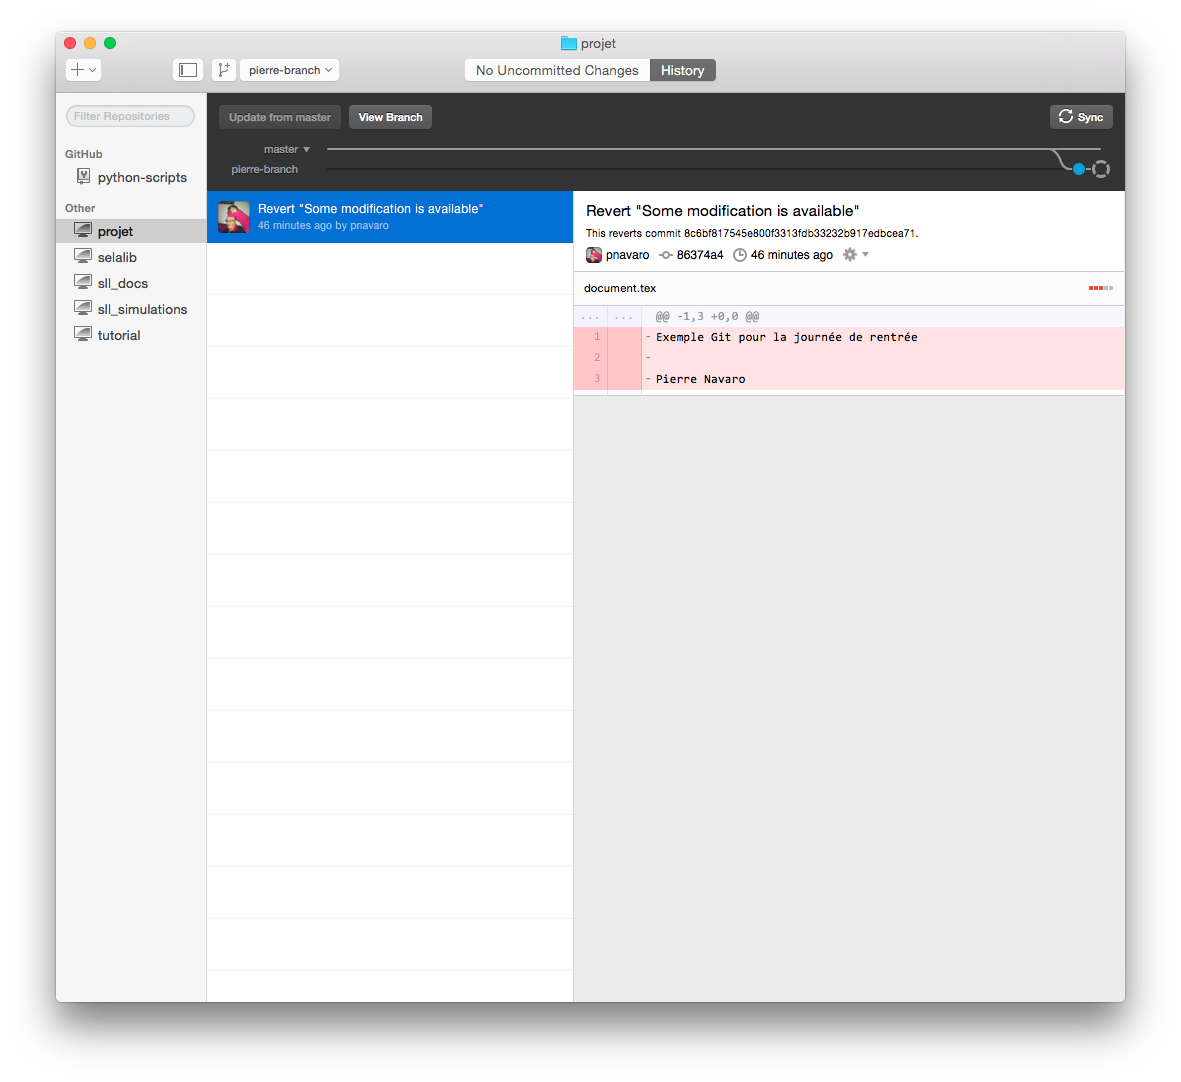 projet
pierre-branch
No Uncommitted Changes
History
Filter Repositories
GitHub
python-scripts
Other
projet
selalib
sll_docs
sll_simulations
tutorial
Update from master
View Branch
Sync
master
pierre-branch
Revert "Some modification is available"
46 minutes ago by pnavaro
Revert "Some modification is available"
This reverts commit 8c6bf817545e800f3313fdb33232b917edbcea71.
pnavaro 86374a4 46 minutes ago
document.tex
... ... @@ -1,3 +0,0 @@
1 - Exemple Git pour la journée de rentrée
2 -
3 - Pierre Navaro